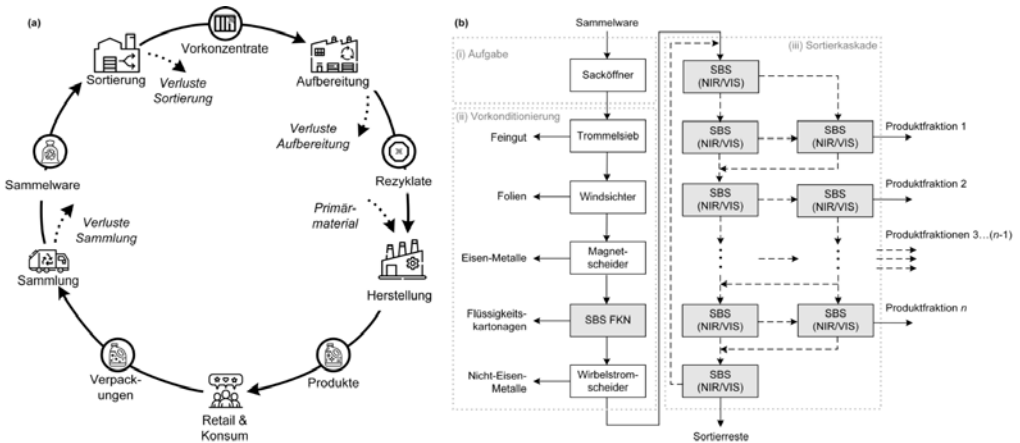 (a)
Vorkonzentrate
Sortierung
Aufbereitung
Verluste
Sortierung
Verluste
Aufbereitung
Sammelware
Rezyklate
Verluste
Sammlung
Primär-
material
Sammlung
Herstellung
Verpack-
ungen
Produkte
Retail &
Konsum
(b)
Sammelware
(i) Aufgabe
Sacköffner
(ii) Vorkonditionierung
Feingut
Trommelsieb
Folien
Windsichter
Eisen-Metalle
Magnet-
scheider
Flüssigkeits-
kartonagen
SBS FKN
Nicht-Eisen-
Metalle
Wirbelstrom-
scheider
(iii) Sortierkaskade
SBS
(NIR/VIS)
SBS
(NIR/VIS)
SBS
(NIR/VIS)
Produktfraktion 1
SBS
(NIR/VIS)
SBS
(NIR/VIS)
Produktfraktion 2
Produktfraktionen 3…(n-1)
SBS
(NIR/VIS)
SBS
(NIR/VIS)
Produktfraktion n
SBS
(NIR/VIS)
Sortierreste